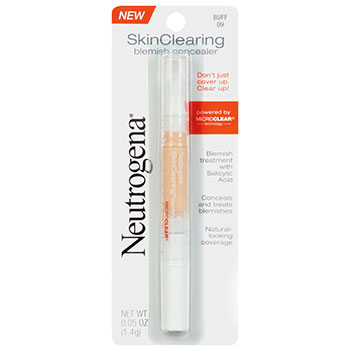 NEW
BUFF
09
SkinClearing
blemish concealer
Don't just
cover up.
Clear up!
powered by
MICROCLEAR®
technology
Neutrogena®
Blemish
treatment with
Salicylic
Acid
Conceals
and treats
blemishes
Natural-
looking
coverage
NET WT
0.05 OZ
(1.4g)